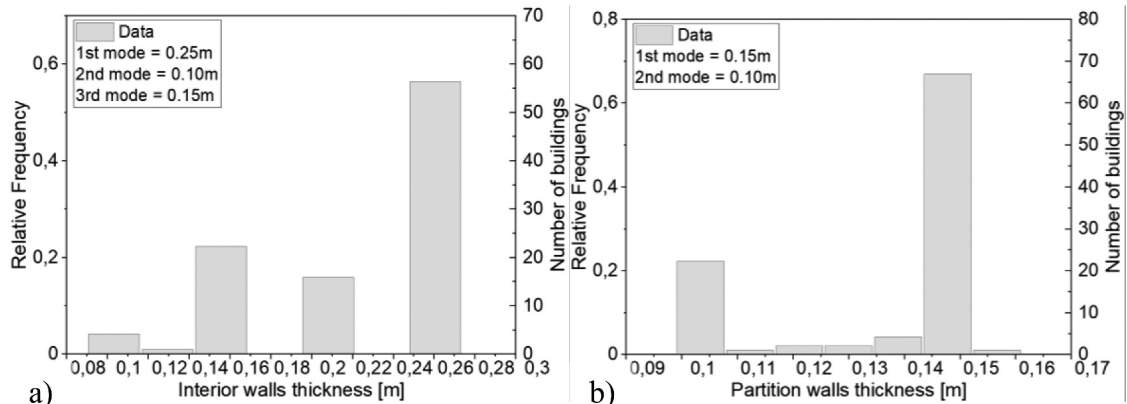 Data
1st mode = 0.25m
2nd mode = 0.10m
3rd mode = 0.15m
Relative Frequency
0,6
0,4
0,2
0
70
60
50
40
30
20
10
0
Number of buildings
0,08 0,1 0,12 0,14 0,16 0,18 0,2 0,22 0,24 0,26 0,28 0,3
Interior walls thickness [m]
a)
Data
1st mode = 0.15m
2nd mode = 0.10m
Relative Frequency
0,8
0,6
0,4
0,2
0
80
70
60
50
40
30
20
10
0
Number of buildings
0,09 0,1 0,11 0,12 0,13 0,14 0,15 0,16 0,17
Partition walls thickness [m]
b)